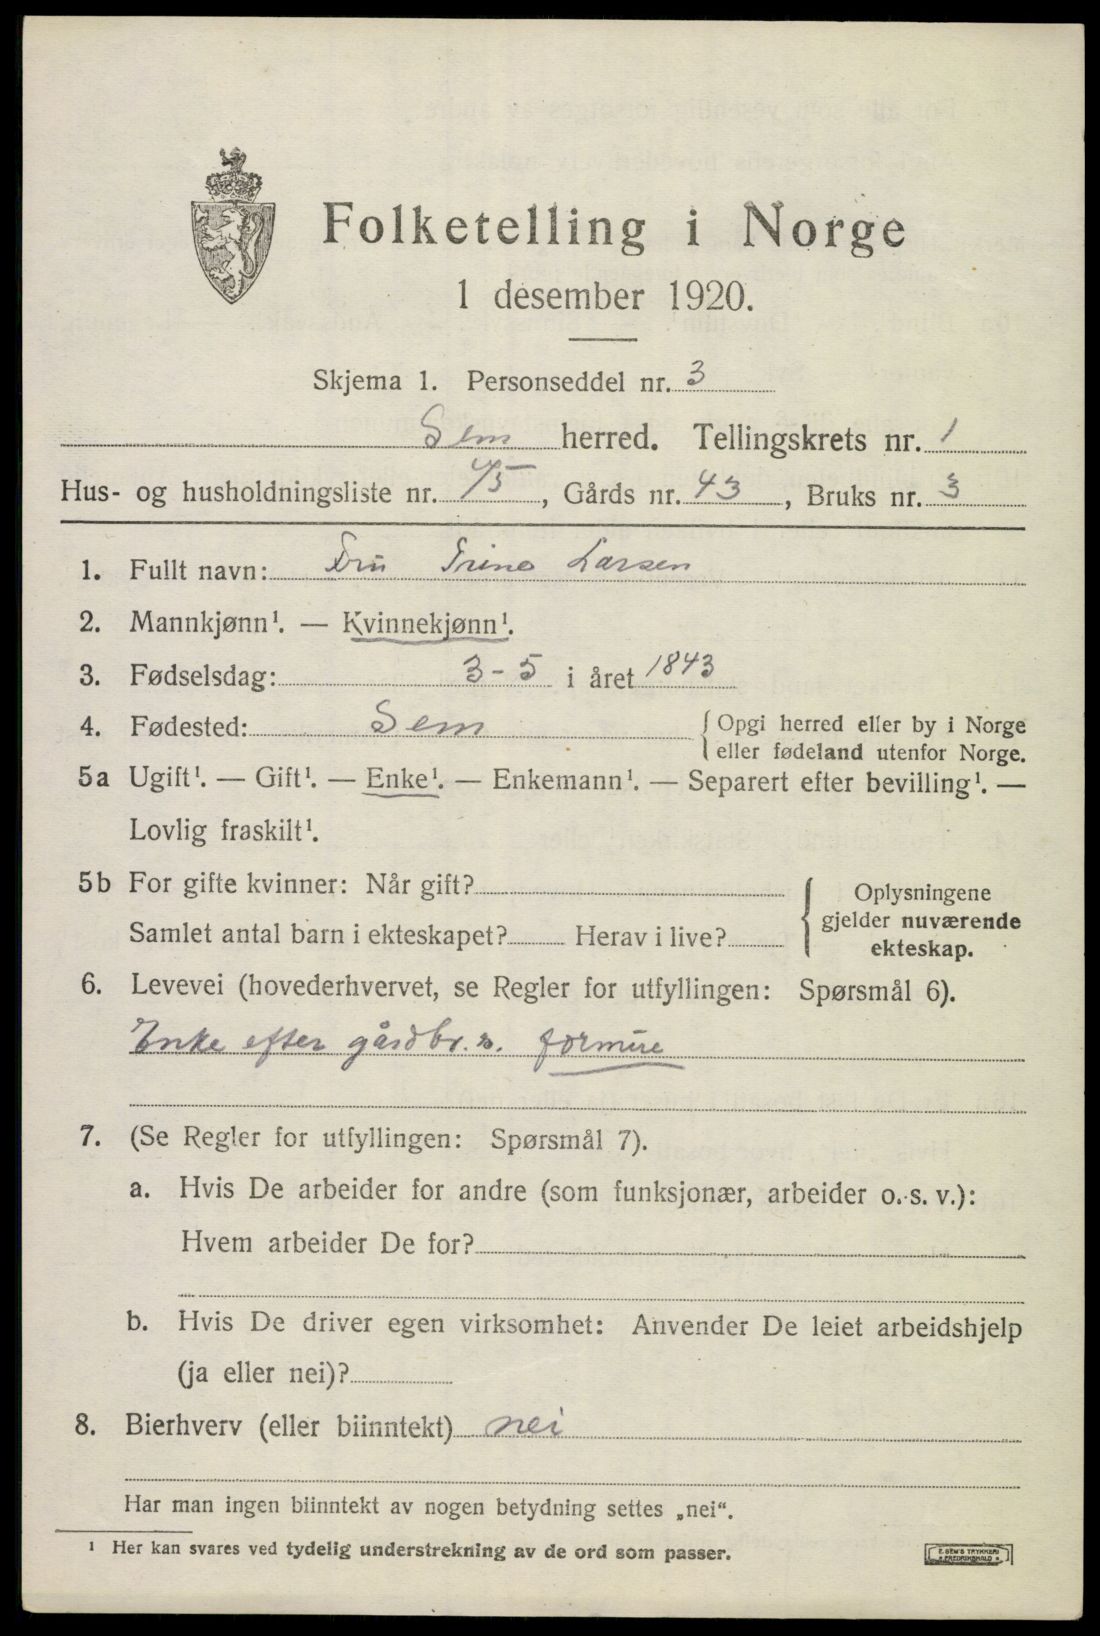 Folketelling i Norge
1 desember 1920.
Skjema 1. Personseddel nr. 3
Sem herred. Tellingskrets nr. 1
Hus- og husholdningsliste nr. 45, Gårds nr. 43, Bruks nr. 3
1. Fullt navn: Fru Trine Larsen
2. Mannkjønn¹. — Kvinnekjønn¹.
3. Fødselsdag: 3-5 i året 1843
4. Fødested: Sem {Opgi herred eller by i Norge
eller fødeland utenfor Norge.
5a Ugift¹. — Gift¹. — Enke¹. — Enkemann¹. — Separert efter bevilling¹. —
Lovlig fraskilt¹.
5b For gifte kvinner: Når gift?
Samlet antal barn i ekteskapet? Herav i live?
{ Oplysningene
gjelder nuværende
ekteskap.
6. Levevei (hovederhvervet, se Regler for utfyllingen: Spørsmål 6).
Enke efter gårdbr. s. formue
7. (Se Regler for utfyllingen: Spørsmål 7).
a. Hvis De arbeider for andre (som funksjonær, arbeider o. s. v.):
Hvem arbeider De for?
b. Hvis De driver egen virksomhet: Anvender De leiet arbeidshjelp
(ja eller nei)?
8. Bierhverv (eller biinntekt) nei
Har man ingen biinntekt av nogen betydning settes „nei“.
¹ Her kan svares ved tydelig understrekning av de ord som passer.
E. SEM'S TRYKKERI
FREDRIKSHALD